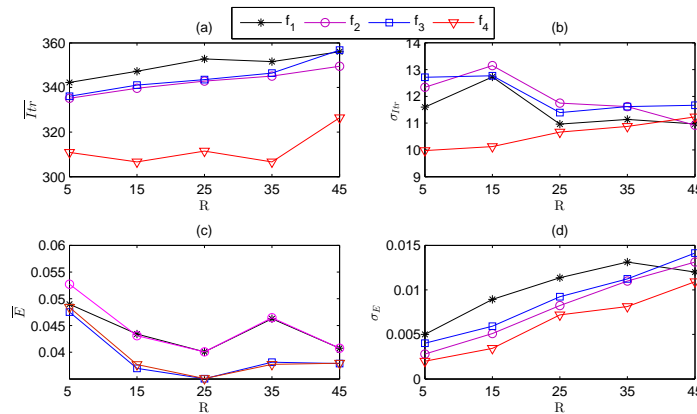 f1 f2 f3 f4
(a)
360
340
320
300
5 15 25 35 45
R
Itr
(b)
14
13
12
11
10
9
5 15 25 35 45
R
σItr
(c)
0.06
0.055
0.05
0.045
0.04
5 15 25 35 45
R
E
(d)
0.015
0.01
0.005
0
5 15 25 35 45
R
σE